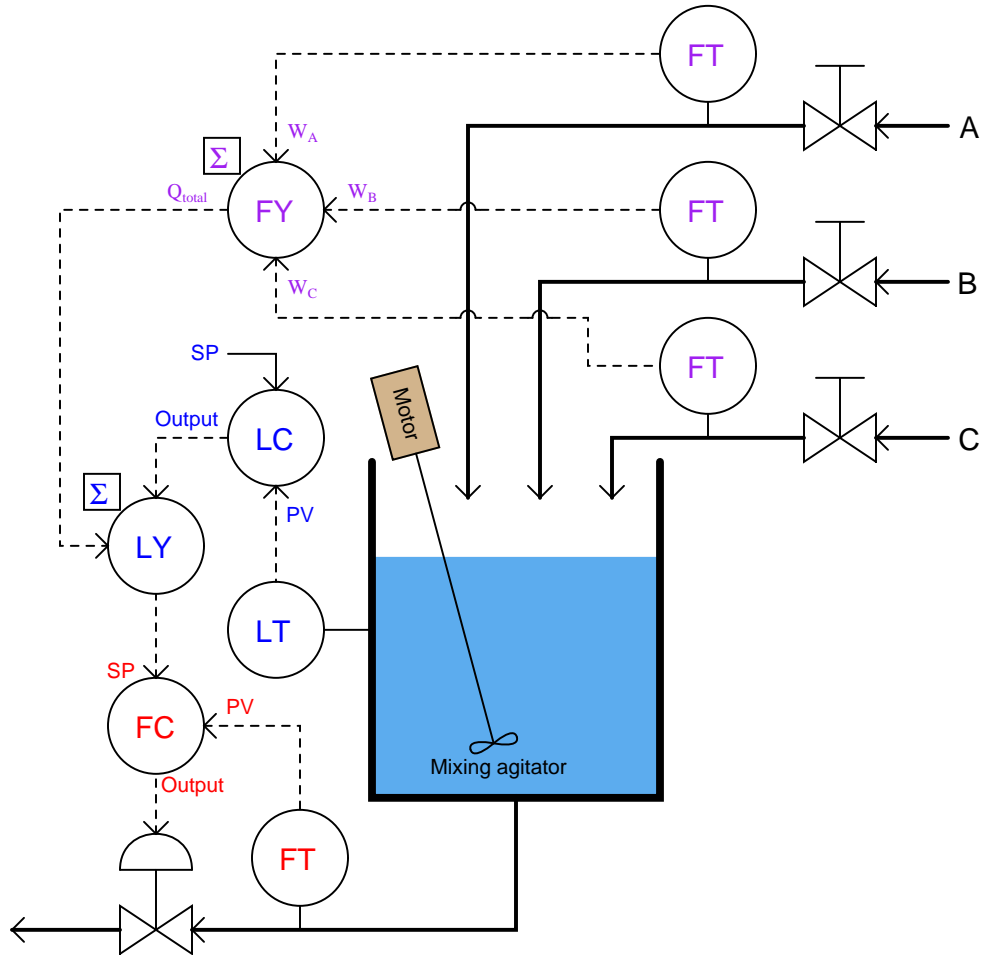 FT
A
W_A
Σ
Q_total
FY
W_B
FT
B
W_C
SP
FT
Motor
Output
LC
C
Σ
PV
LY
LT
SP
PV
FC
Mixing agitator
Output
FT